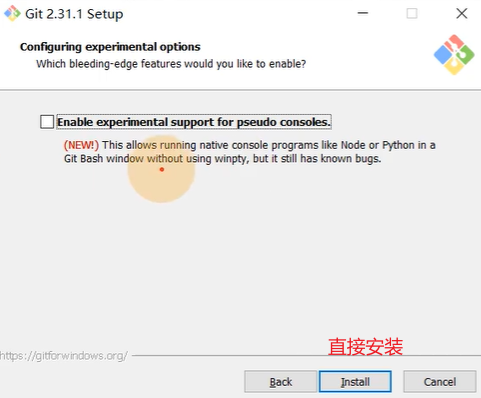 Git 2.31.1 Setup
Configuring experimental options
Which bleeding-edge features would you like to enable?
Enable experimental support for pseudo consoles.
(NEW!) This allows running native console programs like Node or Python in a
Git Bash window without using winpty, but it still has known bugs.
直接安装
https://gitforwindows.org/
Back
Install
Cancel